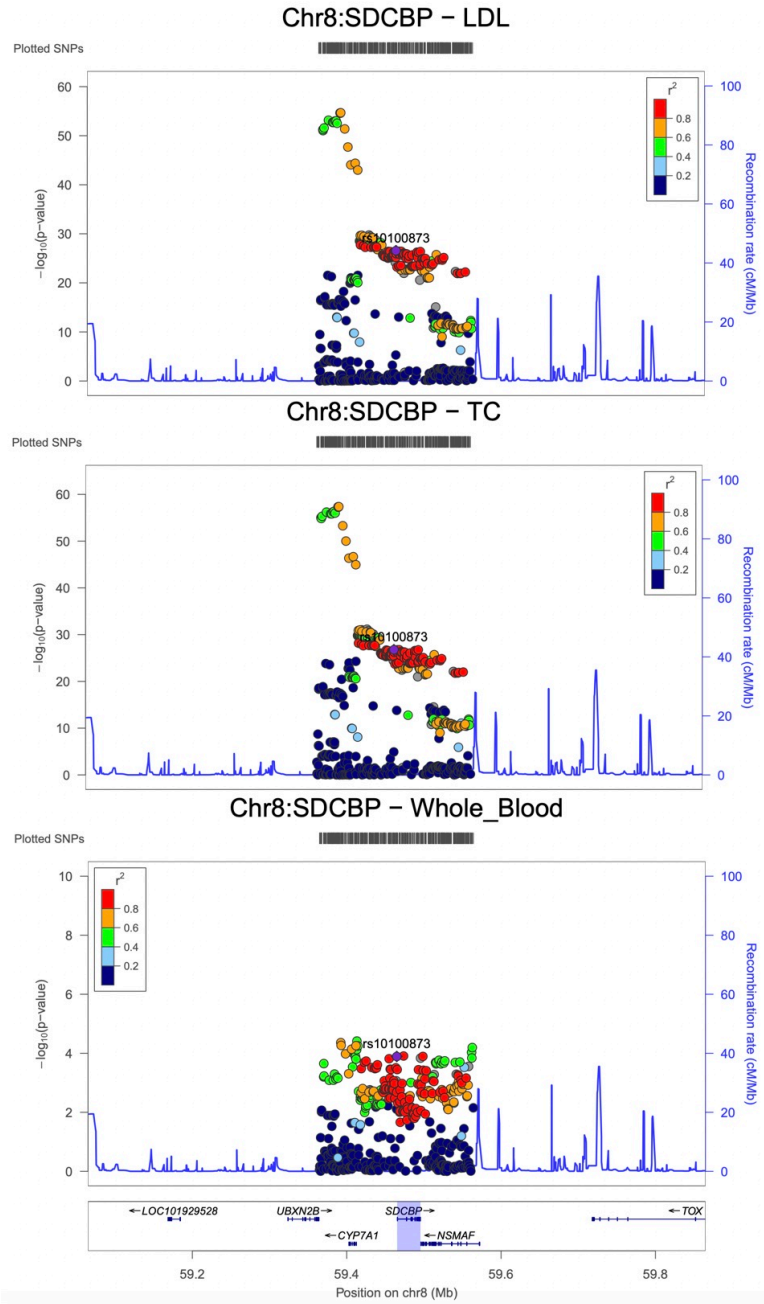 Chr8:SDCBP − LDL
Plotted SNPs
60
50
40
30
20
10
0
−log10(p−value)
100
80
60
40
20
0
Recombination rate (cM/Mb)
r2
0.8
0.6
0.4
0.2
rs10100873
Chr8:SDCBP − TC
Plotted SNPs
60
50
40
30
20
10
0
−log10(p−value)
100
80
60
40
20
0
Recombination rate (cM/Mb)
r2
0.8
0.6
0.4
0.2
rs10100873
Chr8:SDCBP − Whole_Blood
Plotted SNPs
10
8
6
4
2
0
−log10(p−value)
r2
0.8
0.6
0.4
0.2
100
80
60
40
20
0
Recombination rate (cM/Mb)
rs10100873
←LOC101929528 UBXN2B→ SDCBP→ ←TOX
←CYP7A1 ←NSMAF
59.2 59.4 59.6 59.8
Position on chr8 (Mb)